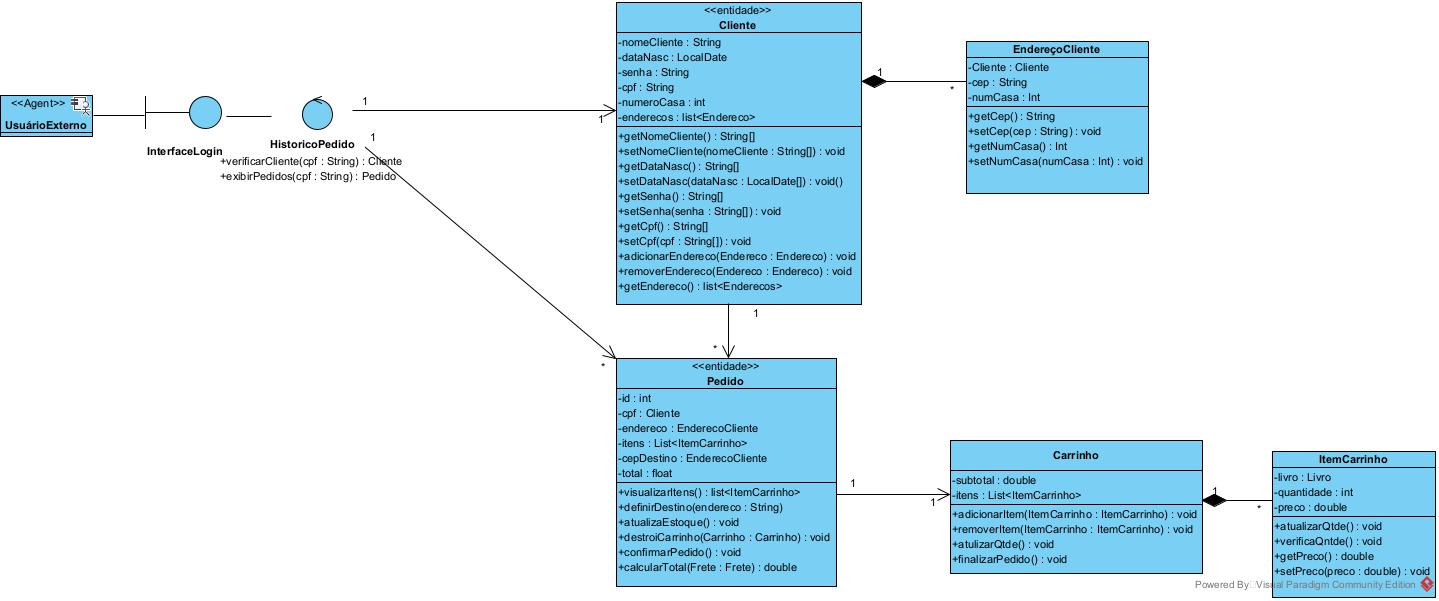 <<Agent>>
UsuárioExterno
InterfaceLogin
HistoricoPedido
+verificarCliente(cpf : String) : Cliente
+exibirPedidos(cpf : String) : Pedido
1
1
1
*
<<entidade>>
Cliente
-nomeCliente : String
-dataNasc : LocalDate
-senha : String
-cpf : String
-numeroCasa : int
-enderecos : list<Endereco>
+getNomeCliente() : String[]
+setNomeCliente(nomeCliente : String[]) : void
+getDataNasc() : String[]
+setDataNasc(dataNasc : LocalDate[]) : void()
+getSenha() : String[]
+setSenha(senha : String[]) : void
+getCpf() : String[]
+setCpf(cpf : String[]) : void
+adicionarEndereco(Endereco : Endereco) : void
+removerEndereco(Endereco : Endereco) : void
+getEndereco() : list<Enderecos>
1
*
EndereçoCliente
-Cliente : Cliente
-cep : String
-numCasa : Int
+getCep() : String
+setCep(cep : String) : void
+getNumCasa() : Int
+setNumCasa(numCasa : Int) : void
1
*
<<entidade>>
Pedido
-id : int
-cpf : Cliente
-endereco : EnderecoCliente
-itens : List<ItemCarrinho>
-cepDestino : EnderecoCliente
-total : float
+visualizarItens() : list<ItemCarrinho>
+definirDestino(endereco : String)
+atualizaEstoque() : void
+destroiCarrinho(Carrinho : Carrinho) : void
+confirmarPedido() : void
+calcularTotal(Frete : Frete) : double
1
1
Carrinho
-subtotal : double
-itens : List<ItemCarrinho>
+adicionarItem(ItemCarrinho : ItemCarrinho) : void
+removerItem(ItemCarrinho : ItemCarrinho) : void
+atulizarQtde() : void
+finalizarPedido() : void
1
*
ItemCarrinho
-livro : Livro
-quantidade : int
-preco : double
+atualizarQtde() : void
+verificaQntde() : void
+getPreco() : double
+setPreco(preco : double) : void
Powered By Visual Paradigm Community Edition